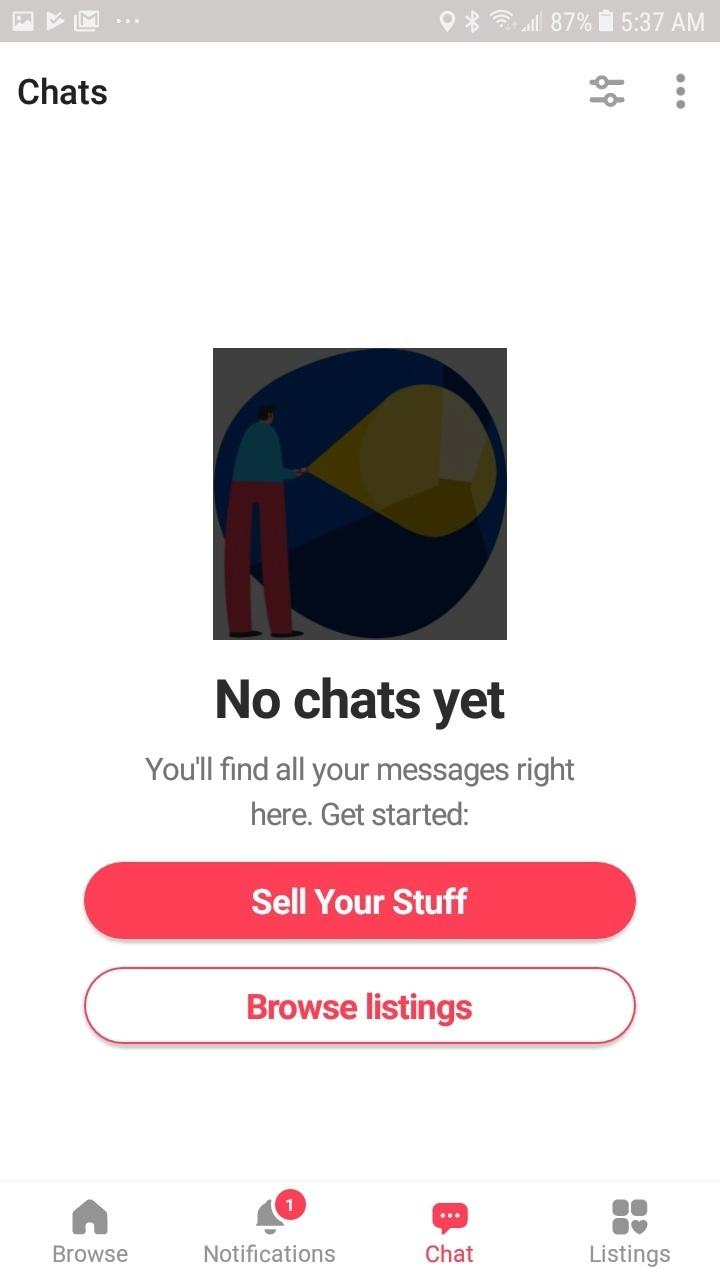 87% 5:37 AM
Chats
No chats yet
You'll find all your messages right
here. Get started:
Sell Your Stuff
Browse listings
1
Browse Notifications Chat Listings